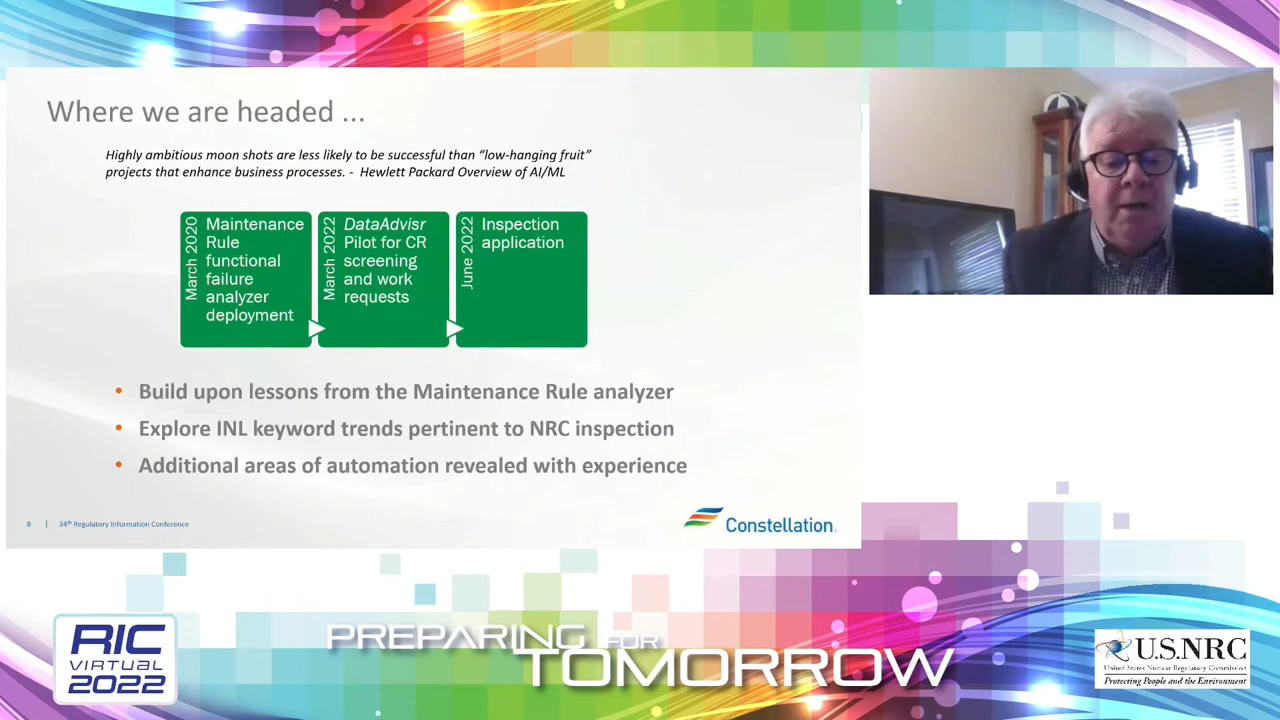 Where we are headed ...
Highly ambitious moon shots are less likely to be successful than “low-hanging fruit”
projects that enhance business processes. - Hewlett Packard Overview of AI/ML
March 2020
Maintenance
Rule
functional
failure
analyzer
deployment
March 2022
DataAdvisr
Pilot for CR
screening
and work
requests
June 2022
Inspection
application
• Build upon lessons from the Maintenance Rule analyzer
• Explore INL keyword trends pertinent to NRC inspection
• Additional areas of automation revealed with experience
8 | 34th Regulatory Information Conference
Constellation
RIC
VIRTUAL
2022
PREPARING FOR
TOMORROW
U.S.NRC
United States Nuclear Regulatory Commission
Protecting People and the Environment